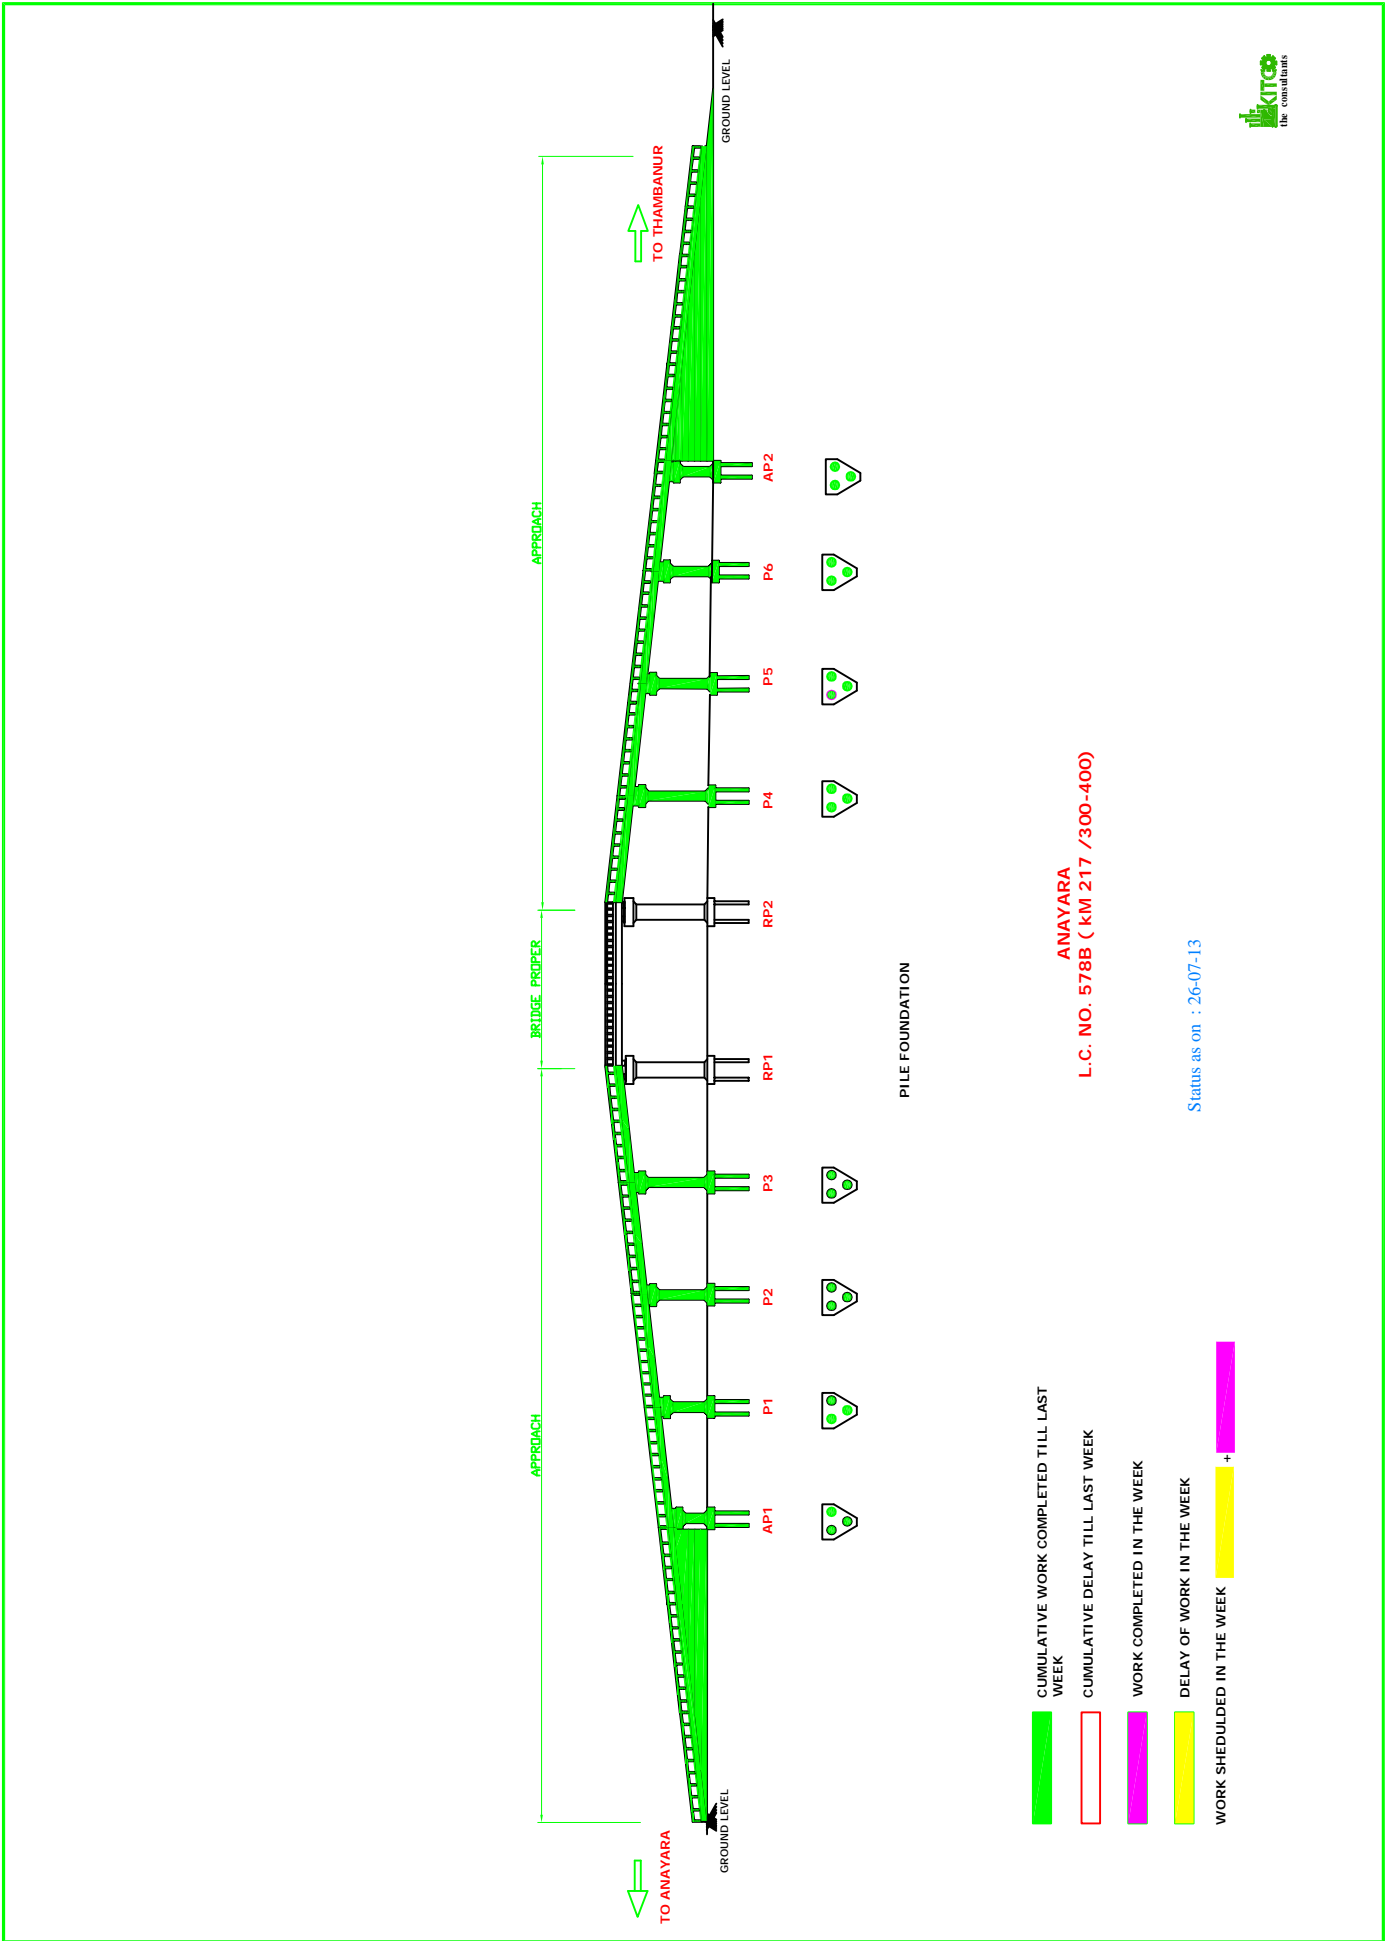 APPROACH
BRIDGE PROPER
APPROACH
TO ANAYARA
TO THAMBANUR
GROUND LEVEL
GROUND LEVEL
AP1
P1
P2
P3
RP1
RP2
P4
P5
P6
AP2
PILE FOUNDATION
CUMULATIVE WORK COMPLETED TILL LAST
WEEK
CUMULATIVE DELAY TILL LAST WEEK
WORK COMPLETED IN THE WEEK
DELAY OF WORK IN THE WEEK
WORK SHEDULDED IN THE WEEK
+
ANAYARA
L.C. NO. 578B ( kM 217 /300-400)
Status as on : 26-07-13
KITCO
the consultants